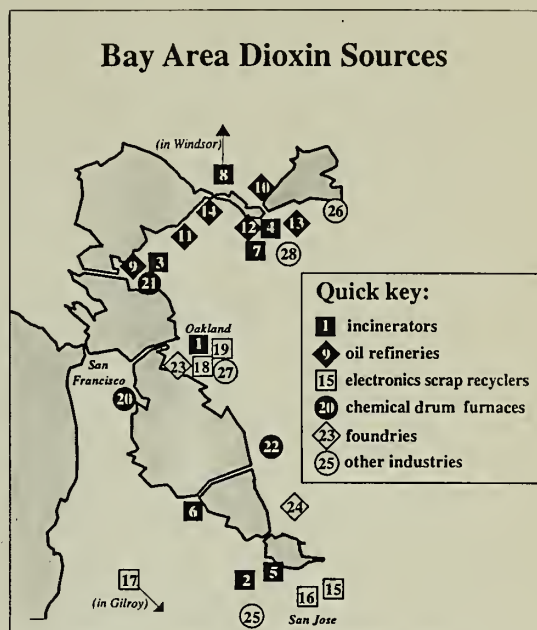 Bay Area Dioxin Sources
(in Windsor)
8
10
26
14
12
4
13
11
7
28
9
3
21
Quick key:
1 incinerators
9 oil refineries
15 electronics scrap recyclers
20 chemical drum furnaces
23 foundries
25 other industries
Oakland
1
19
San
Francisco
23
18
27
20
22
6
24
17
(in Gilroy)
2
5
16
15
25
San Jose